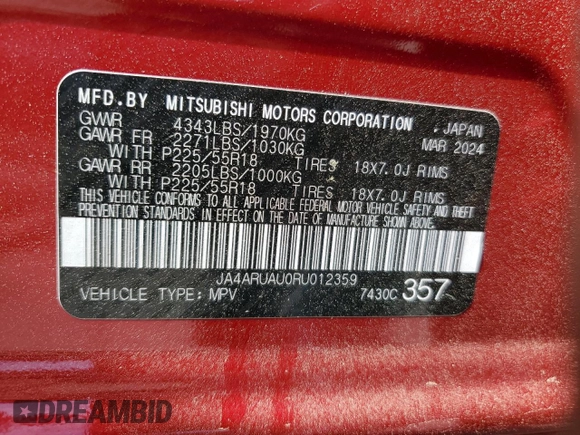 MFD.BY MITSUBISHI MOTORS CORPORATION . JAPAN
GVWR 4343LBS/1970KG MAR 2024
GAWR FR 2271LBS/1030KG
WITH P225/55R18 TIRES 18X7.0J RIMS
GAWR RR 2205LBS/1000KG
WITH P225/55R18 TIRES 18X7.0J RIMS
THIS VEHICLE CONFORMS TO ALL APPLICABLE FEDERAL MOTOR VEHICLE SAFETY AND THEFT
PREVENTION STANDARDS IN EFFECT ON THE DATE OF MANUFACTURE SHOWN ABOVE.
JA4ARUAU0RU012359
VEHICLE TYPE: MPV 7430C 357
DREAMBID